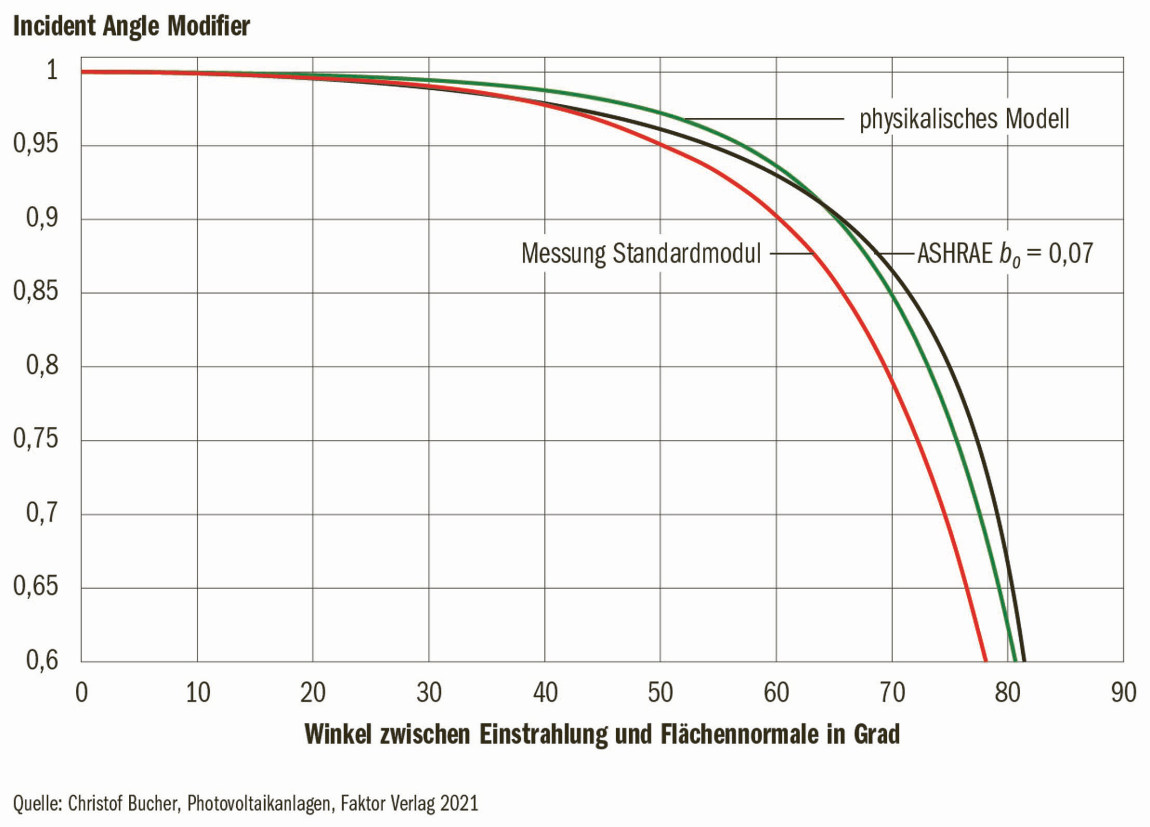 Incident Angle Modifier
1
0,95
physikalisches Modell
0,9
Messung Standardmodul
ASHRAE bo = 0,07
0,85
0,8
0,75
0,7
0,65
0,6
0 10 20 30 40 50 60 70 80 90
Winkel zwischen Einstrahlung und Flächennormale in Grad
Quelle: Christof Bucher, Photovoltaikanlagen, Faktor Verlag 2021